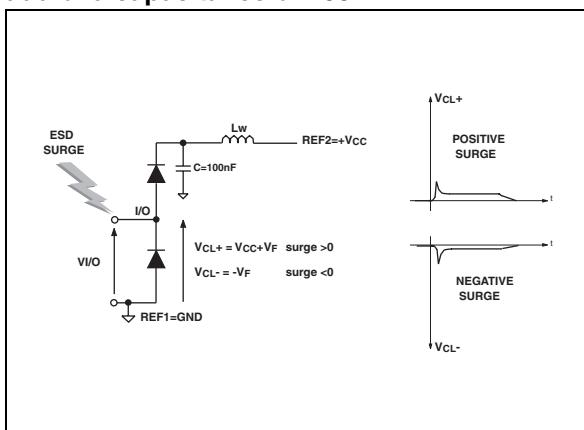 ESD
SURGE
Lw
REF2=+VCC
C=100nF
I/O
VI/O
VCL+ = VCC+VF surge >0
VCL- = -VF surge <0
REF1=GND
VCL+
POSITIVE
SURGE
t
t
NEGATIVE
SURGE
VCL-